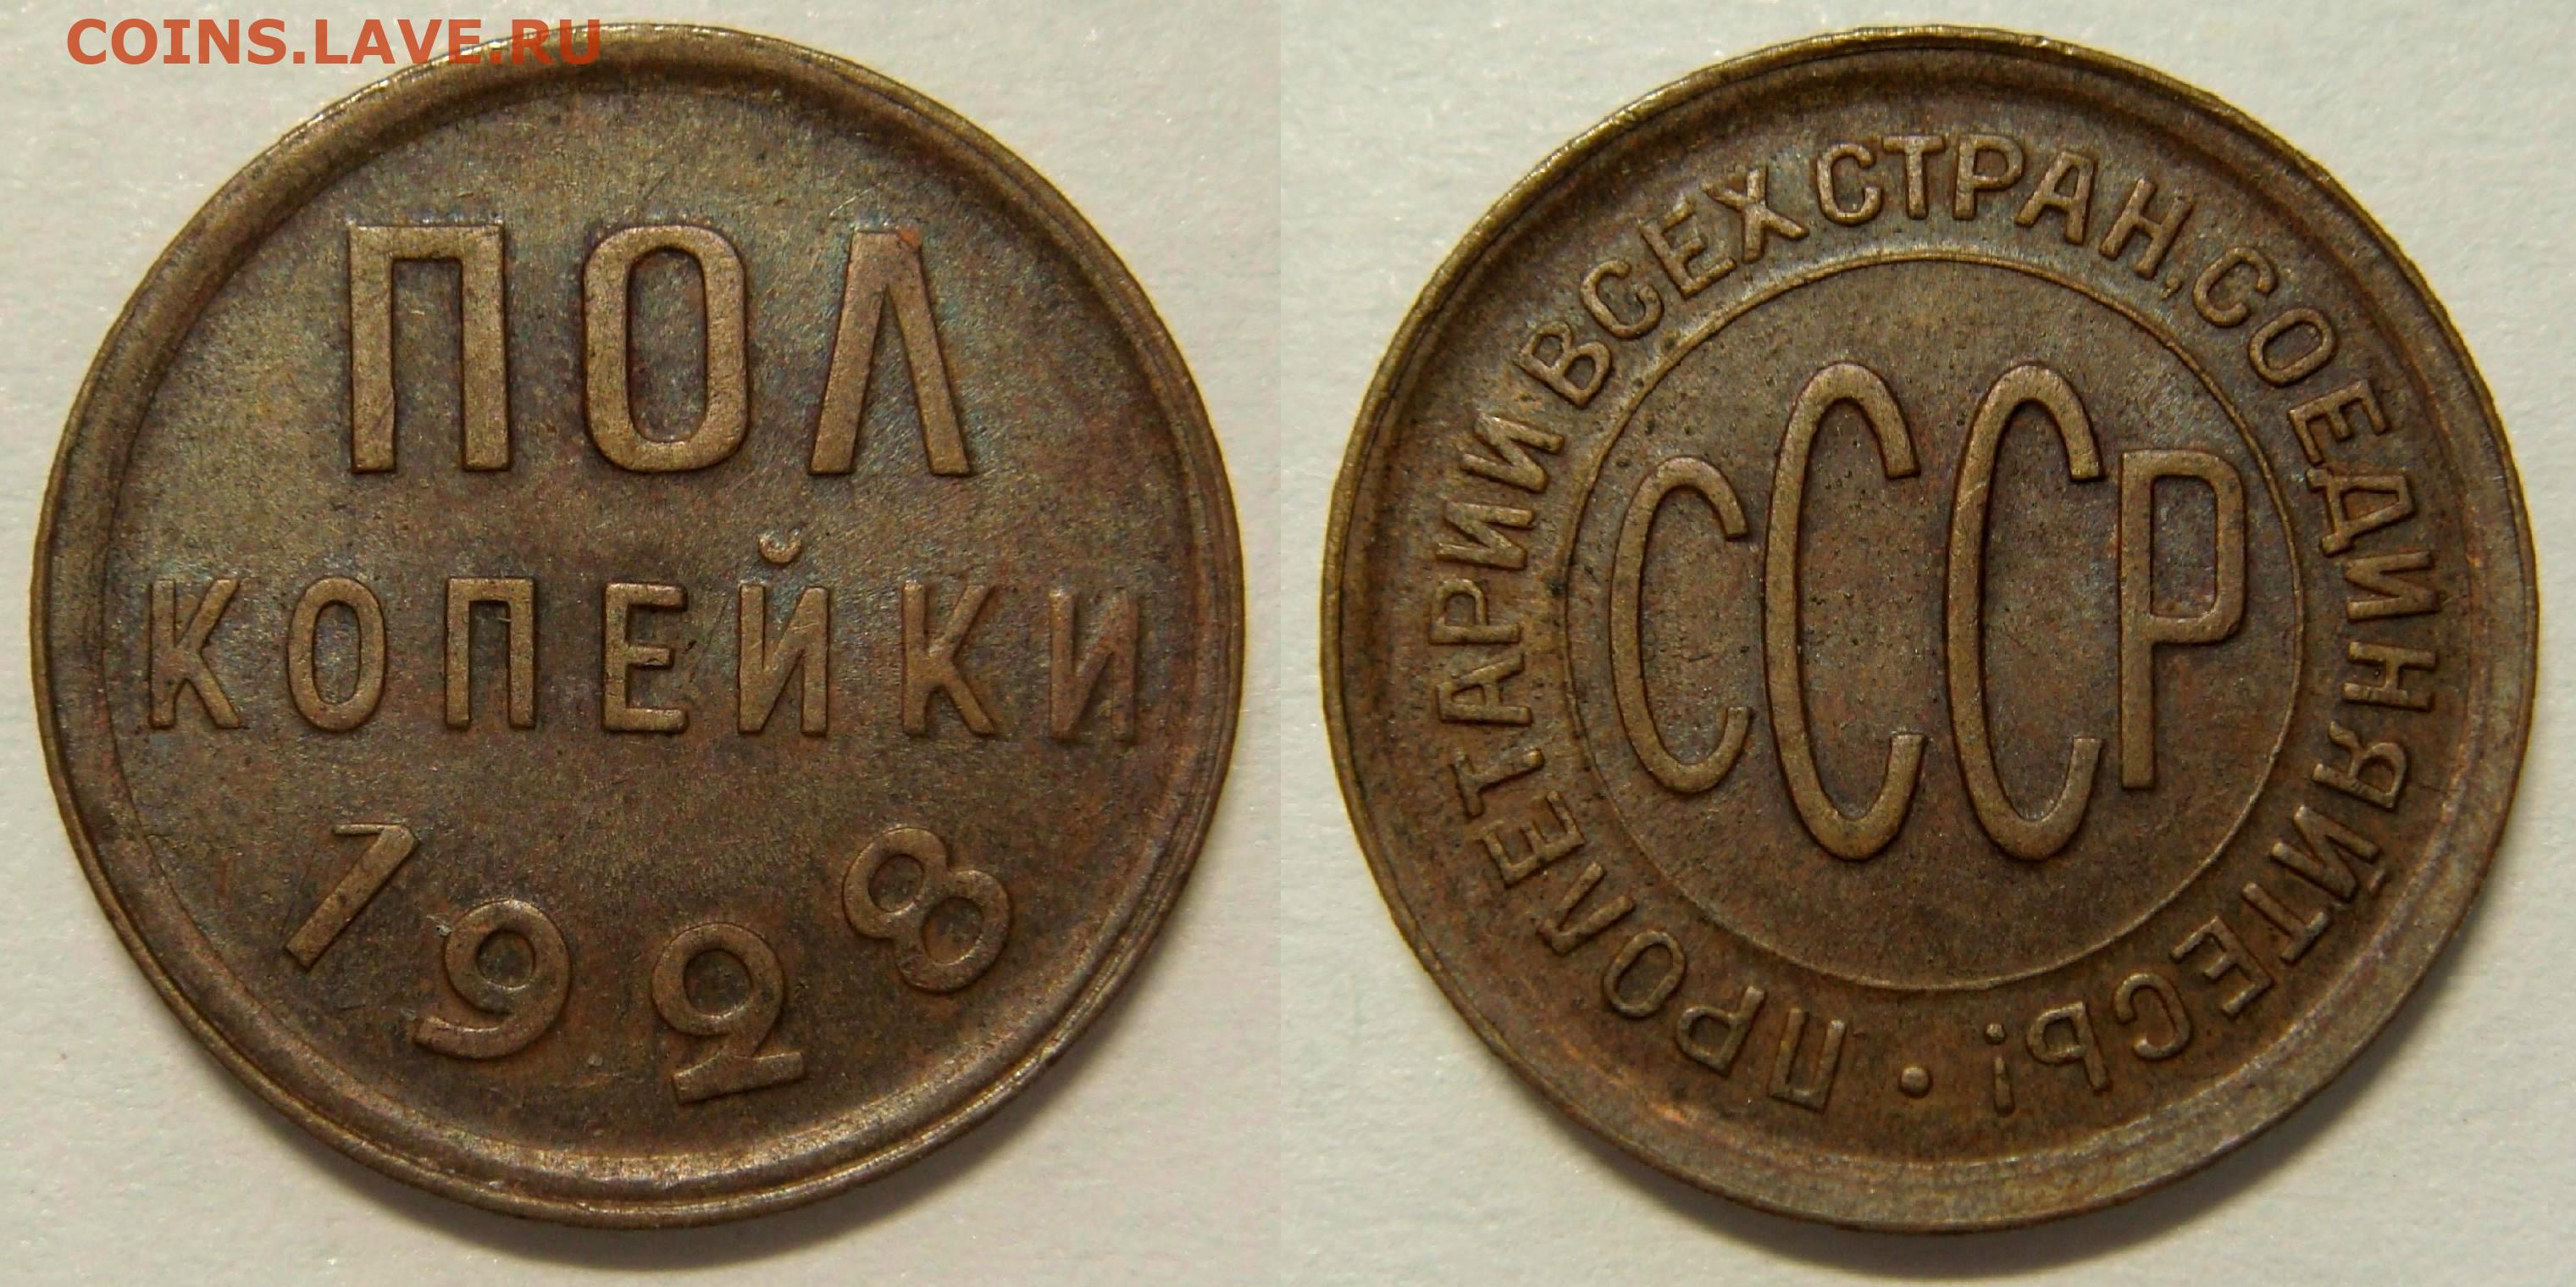 COINS.LAVE.RU
ПОЛ
КОПЕЙКИ
1928
ПРОЛЕТАРИИ ВСЕХ СТРАН, СОЕДИНЯЙТЕСЬ! •
СССР